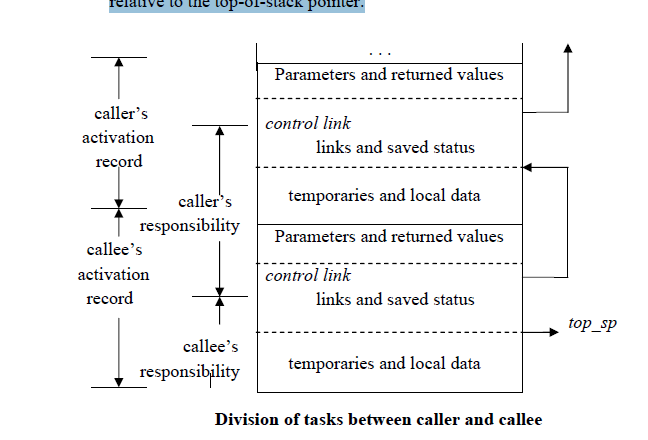 relative to the top-of-stack pointer.
. . .
Parameters and returned values
control link
links and saved status
temporaries and local data
Parameters and returned values
control link
links and saved status
temporaries and local data
caller's
activation
record
caller's
responsibility
callee's
activation
record
callee's
responsibility
top_sp
Division of tasks between caller and callee